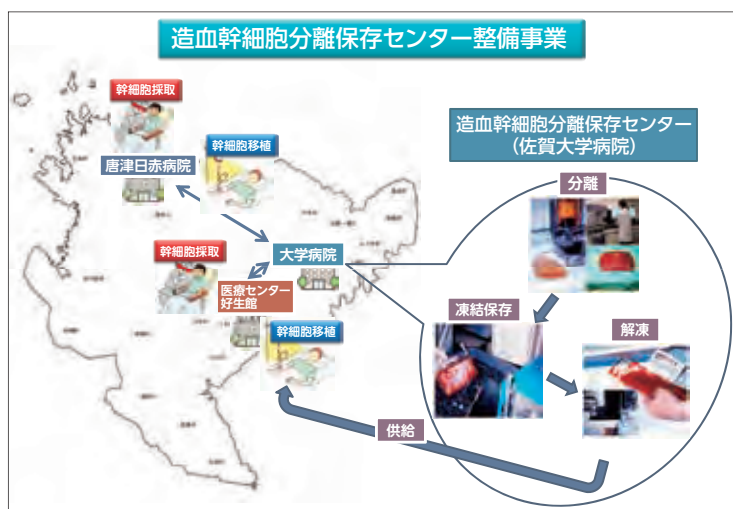 造血幹細胞分離保存センター整備事業
幹細胞採取
唐津日赤病院
幹細胞移植
造血幹細胞分離保存センター
(佐賀大学病院)
分離
大学病院
幹細胞採取
医療センター
好生館
幹細胞移植
凍結保存
解凍
供給